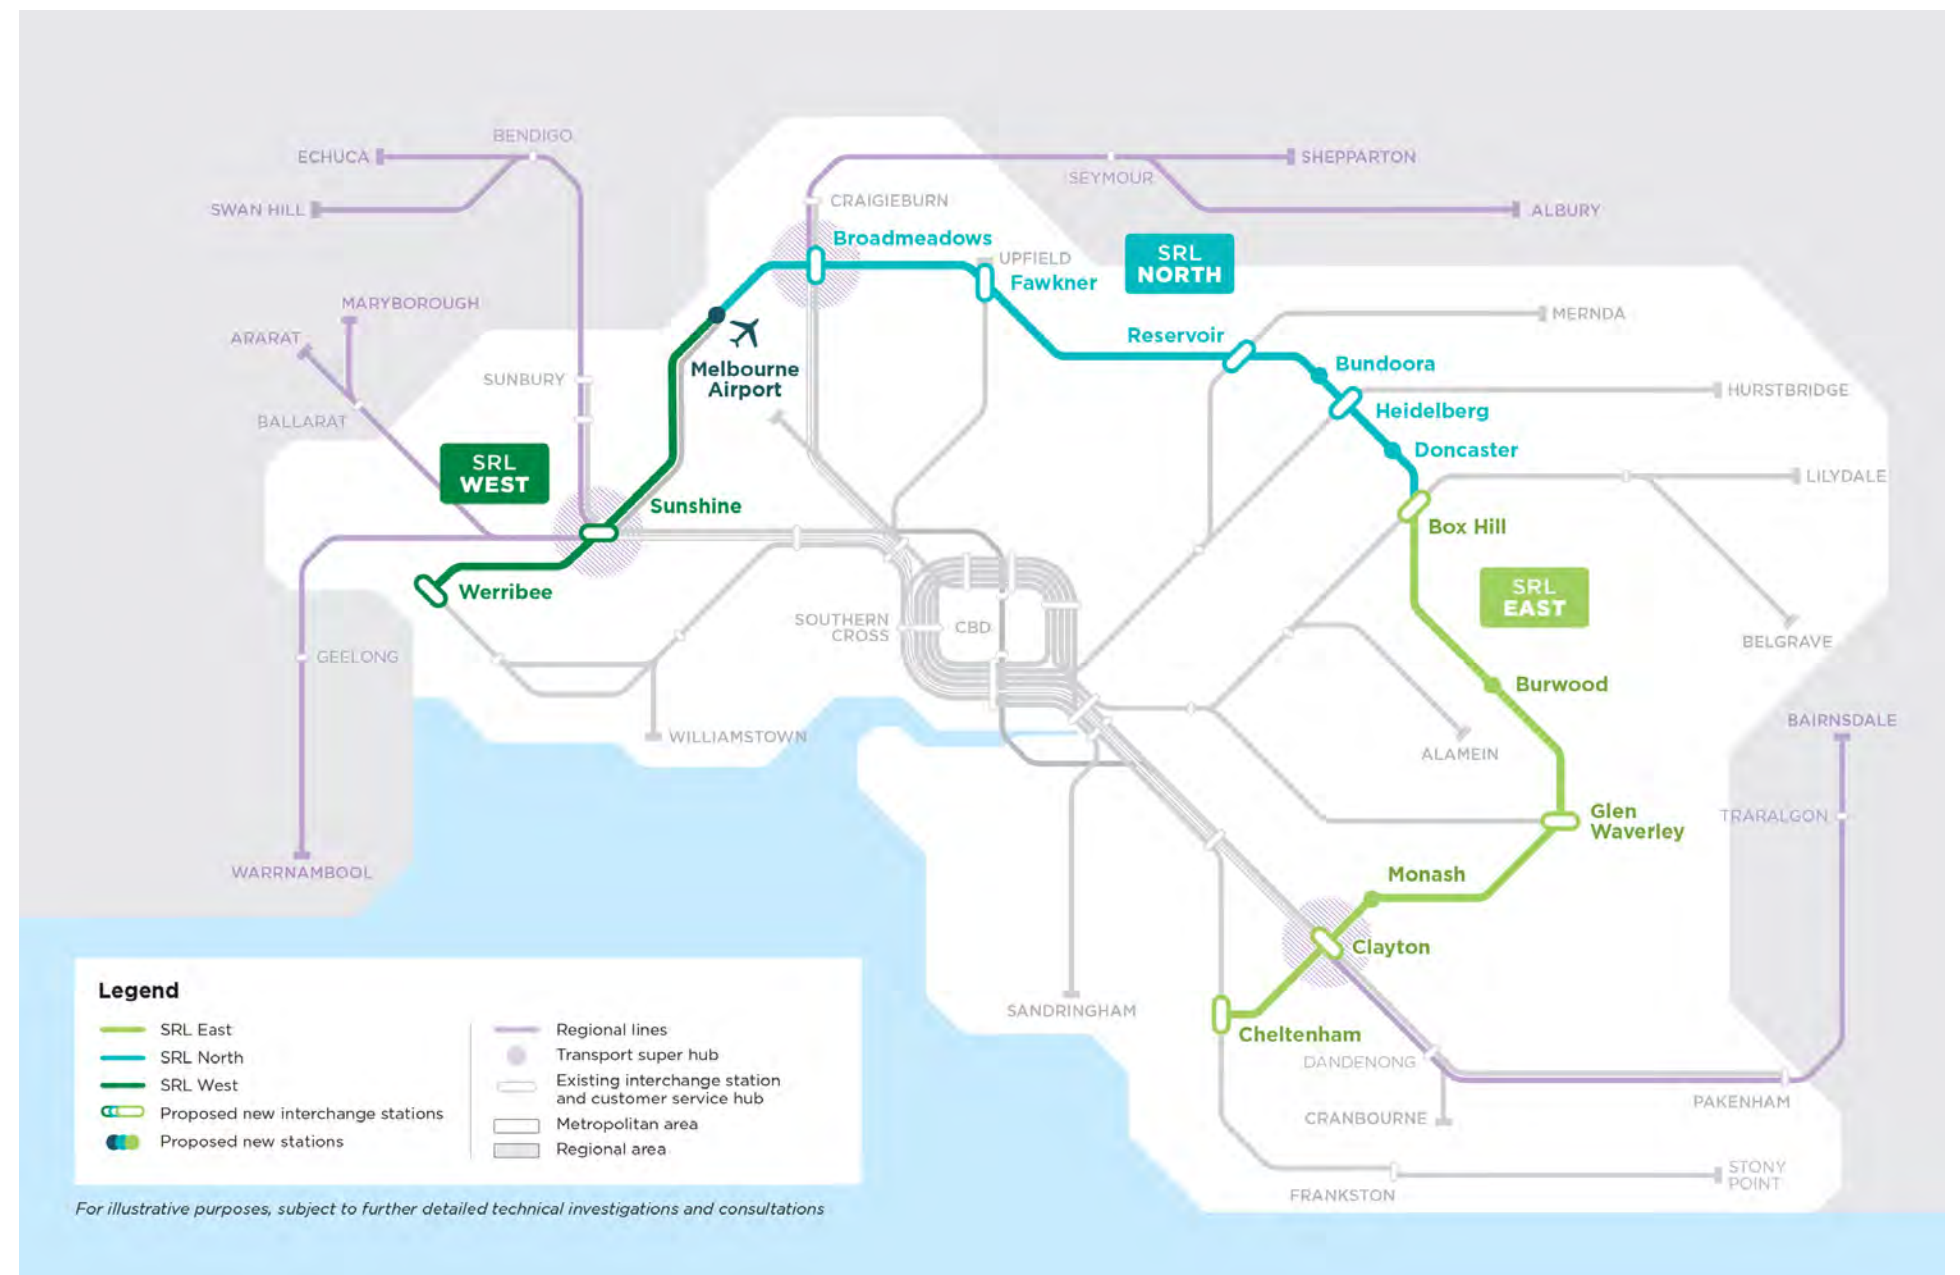 BENDIGO
ECHUCA
SHEPPARTON
SEYMOUR
SWAN HILL
CRAIGIEBURN
ALBURY
Broadmeadows
UPFIELD
Fawkner
SRL
NORTH
MARYBOROUGH
MERNDA
ARARAT
Reservoir
Melbourne
Airport
Bundoora
SUNBURY
HURSTBRIDGE
Heidelberg
BALLARAT
Doncaster
SRL
WEST
LILYDALE
Sunshine
Box Hill
Werribee
SRL
EAST
SOUTHERN
CROSS
CBD
BELGRAVE
GEELONG
Burwood
BAIRNSDALE
WILLIAMSTOWN
ALAMEIN
Glen
Waverley
TRARALGON
WARRNAMBOOL
Monash
Clayton
SANDRINGHAM
Cheltenham
DANDENONG
PAKENHAM
CRANBOURNE
STONY
POINT
FRANKSTON
Legend
SRL East
SRL North
SRL West
Proposed new interchange stations
Proposed new stations
Regional lines
Transport super hub
Existing interchange station
and customer service hub
Metropolitan area
Regional area
For illustrative purposes, subject to further detailed technical investigations and consultations